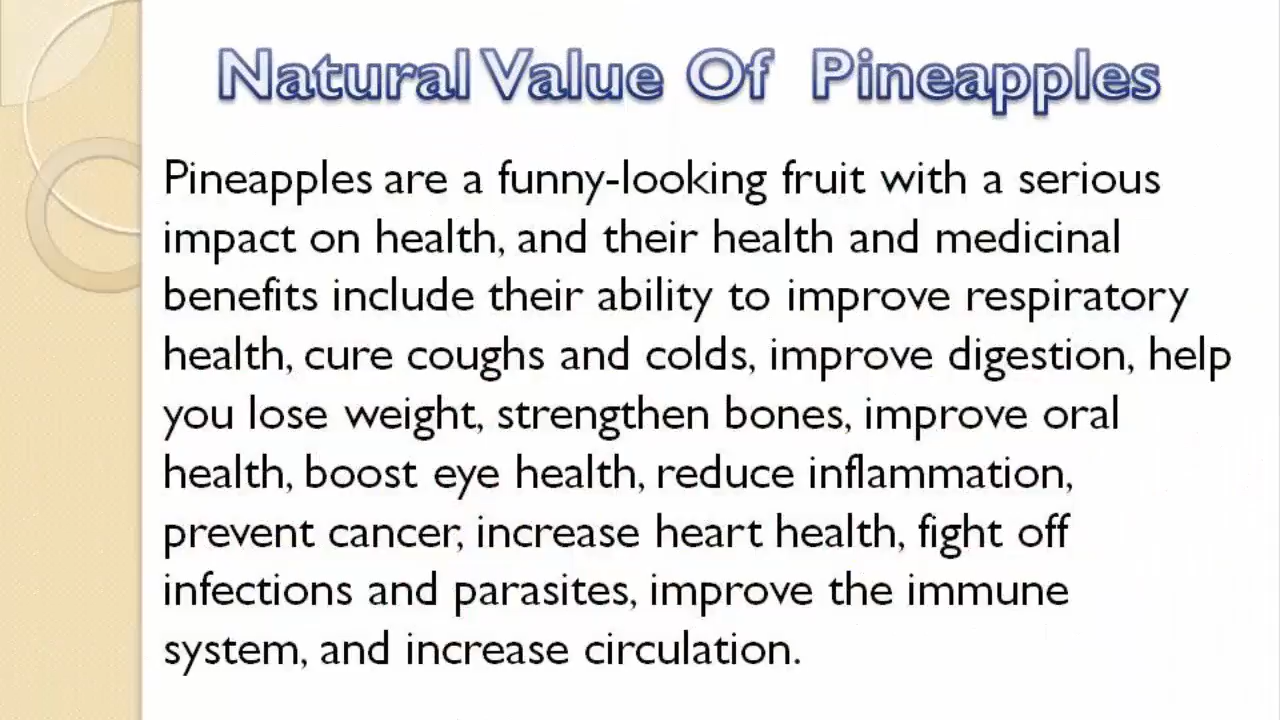 Natural Value Of Pineapples
Pineapples are a funny-looking fruit with a serious
impact on health, and their health and medicinal
benefits include their ability to improve respiratory
health, cure coughs and colds, improve digestion, help
you lose weight, strengthen bones, improve oral
health, boost eye health, reduce inflammation,
prevent cancer, increase heart health, fight off
infections and parasites, improve the immune
system, and increase circulation.